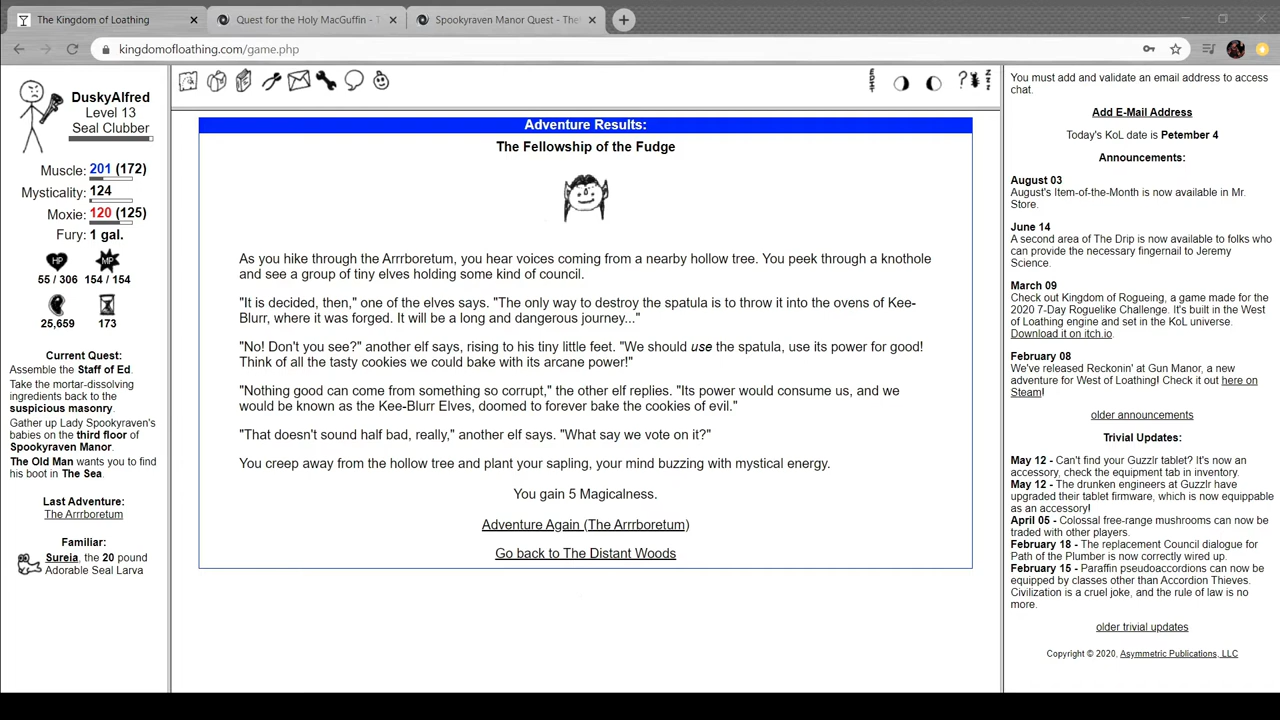 The Kingdom of Loathing
Quest for the Holy MacGuffin - T
Spookyraven Manor Quest - The
kingdomofloathing.com/game.php
DuskyAlfred
Level 13
Seal Clubber
Muscle: 201 (172)
Mysticality: 124
Moxie: 120 (125)
Fury: 1 gal.
HP MP
55 / 306 154 / 154
25,659 173
Current Quest:
Assemble the Staff of Ed.
Take the mortar-dissolving
ingredients back to the
suspicious masonry.
Gather up Lady Spookyraven's
babies on the third floor of
Spookyraven Manor.
The Old Man wants you to find
his boot in The Sea.
Last Adventure:
The Arrrboretum
Familiar:
Sureia, the 20 pound
Adorable Seal Larva
Adventure Results:
The Fellowship of the Fudge
As you hike through the Arrrboretum, you hear voices coming from a nearby hollow tree. You peek through a knothole
and see a group of tiny elves holding some kind of council.
"It is decided, then," one of the elves says. "The only way to destroy the spatula is to throw it into the ovens of Kee-
Blurr, where it was forged. It will be a long and dangerous journey..."
"No! Don't you see?" another elf says, rising to his tiny little feet. "We should use the spatula, use its power for good!
Think of all the tasty cookies we could bake with its arcane power!"
"Nothing good can come from something so corrupt," the other elf replies. "Its power would consume us, and we
would be known as the Kee-Blurr Elves, doomed to forever bake the cookies of evil."
"That doesn't sound half bad, really," another elf says. "What say we vote on it?"
You creep away from the hollow tree and plant your sapling, your mind buzzing with mystical energy.
You gain 5 Magicalness.
Adventure Again (The Arrrboretum)
Go back to The Distant Woods
You must add and validate an email address to access
chat.
Add E-Mail Address
Today's KoL date is Petember 4
Announcements:
August 03
August's Item-of-the-Month is now available in Mr.
Store.
June 14
A second area of The Drip is now available to folks who
can provide the necessary fingernail to Jeremy
Science.
March 09
Check out Kingdom of Rogueing, a game made for the
2020 7-Day Roguelike Challenge. It's built in the West
of Loathing engine and set in the KoL universe.
Download it on itch.io.
February 08
We've released Reckonin' at Gun Manor, a new
adventure for West of Loathing! Check it out here on
Steam!
older announcements
Trivial Updates:
May 12 - Can't find your Guzzlr tablet? It's now an
accessory, check the equipment tab in inventory.
May 12 - The drunken engineers at Guzzlr have
upgraded their tablet firmware, which is now equippable
as an accessory!
April 05 - Colossal free-range mushrooms can now be
traded with other players.
February 18 - The replacement Council dialogue for
Path of the Plumber is now correctly wired up.
February 15 - Paraffin pseudoaccordions can now be
equipped by classes other than Accordion Thieves.
Civilization is a cruel joke, and the rule of law is no
more.
older trivial updates
Copyright © 2020, Asymmetric Publications, LLC